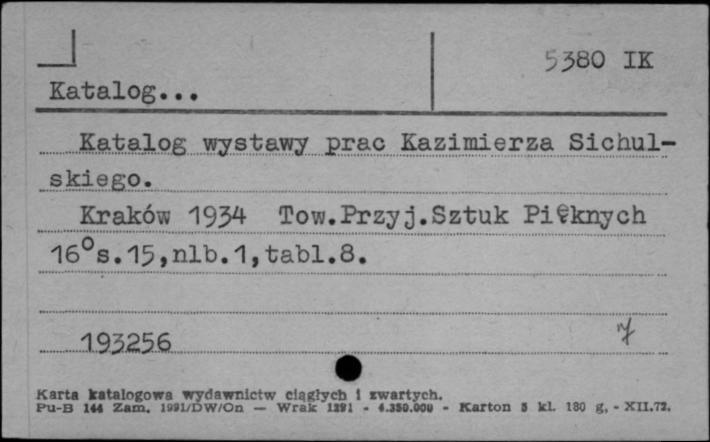 5380 IK
Katalog...
Katalog wystawy prac Kazimierza Sichul-
skiego.
Kraków 1934 Tow.Przyj.Sztuk Pięknych
16°s.15,nlb.1,tabl.8.
193256
Karta katalogowa wydawnictw ciągłych i zwartych.
Pu-B 144 Zam. 1991/DW/On — Wrak 1291 - 4.350.000 - Karton 5 kl. 180 g, - XII.72.